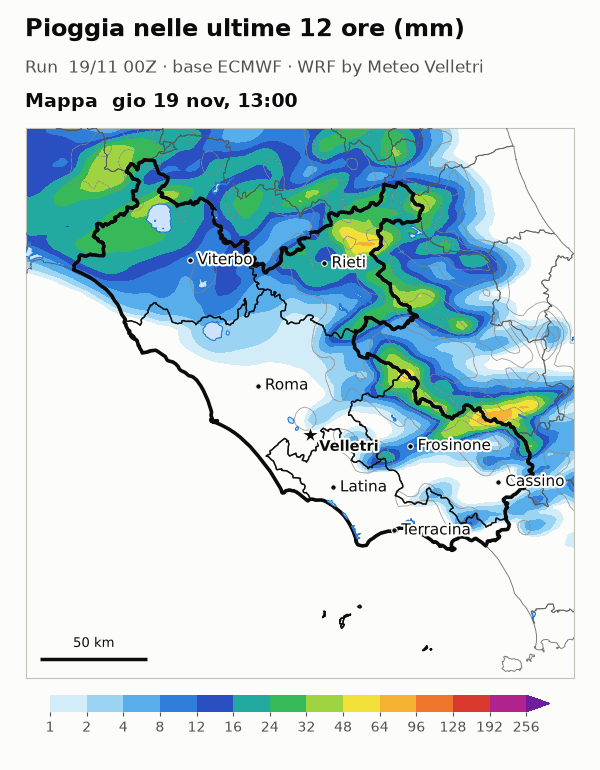 Pioggia nelle ultime 12 ore (mm)
Run  19/11 00Z · base ECMWF · WRF by Meteo Velletri
Mappa  gio 19 nov, 13:00
Viterbo
Rieti
Roma
Velletri
Frosinone
Cassino
Latina
Terracina
50 km
1 2 4 8 12 16 24 32 48 64 96 128 192 256